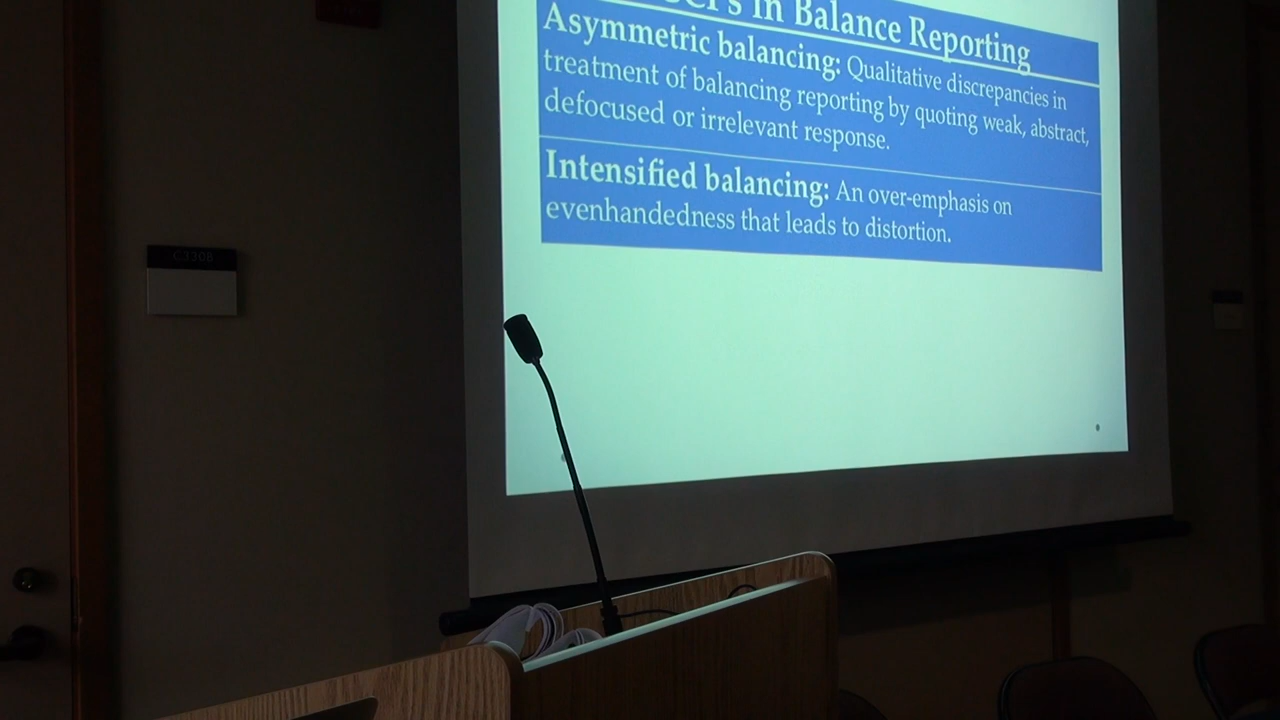 in Balance Reporting
Asymmetric balancing: Qualitative discrepancies in
treatment of balancing reporting by quoting weak, abstract,
defocused or irrelevant response.
Intensified balancing: An over-emphasis on
evenhandedness that leads to distortion.
C330B